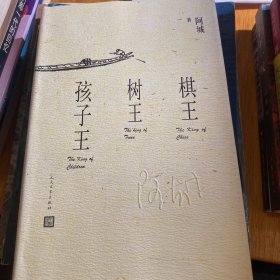 阿城
著
棋王
The King of
Chess
树王
The king of
Trees
孩子王
The King of
Children
阿城
人民文学出版社